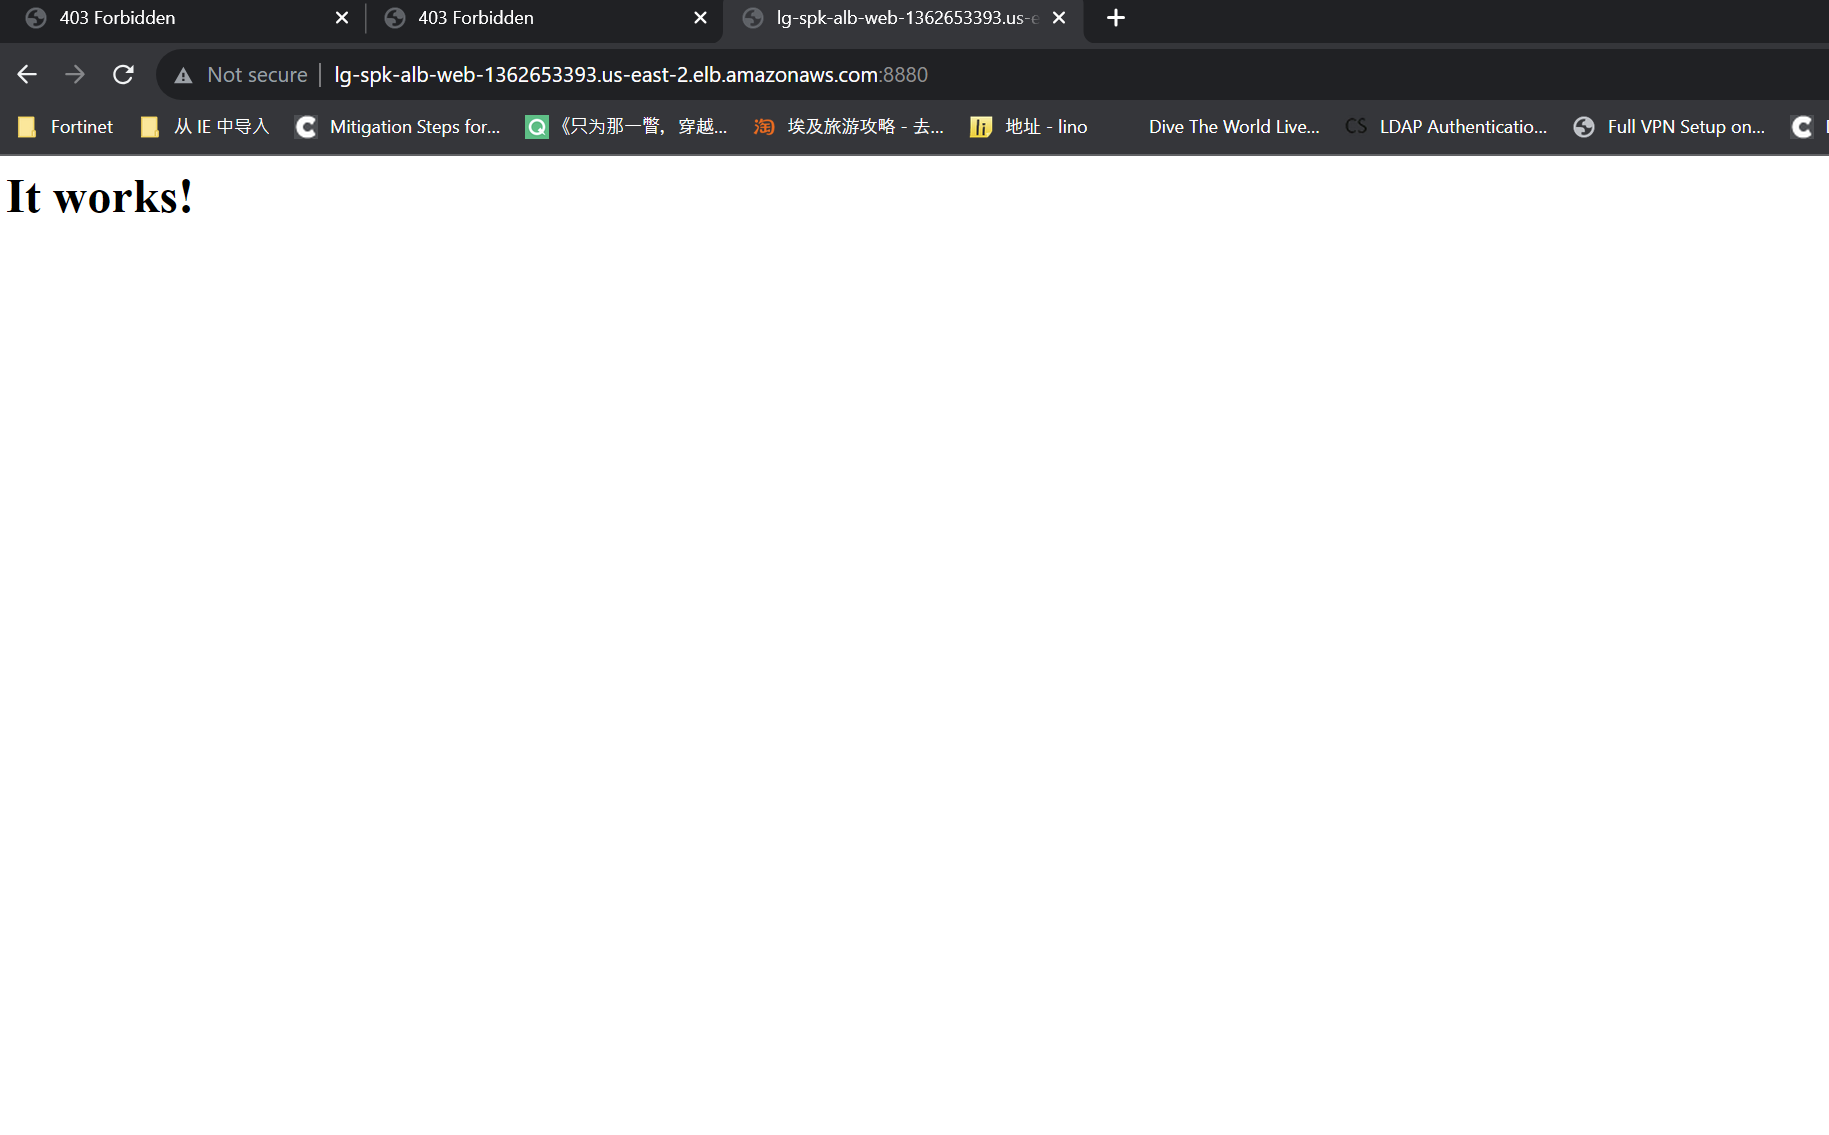 403 Forbidden
403 Forbidden
lg-spk-alb-web-1362653393.us-e
Not secure lg-spk-alb-web-1362653393.us-east-2.elb.amazonaws.com:8880
Fortinet 从 IE 中导入 Mitigation Steps for... 《只为那一瞥，穿越... 淘 埃及旅游攻略 - 去... li 地址 - lino Dive The World Live... CS LDAP Authenticatio... Full VPN Setup on...
It works!